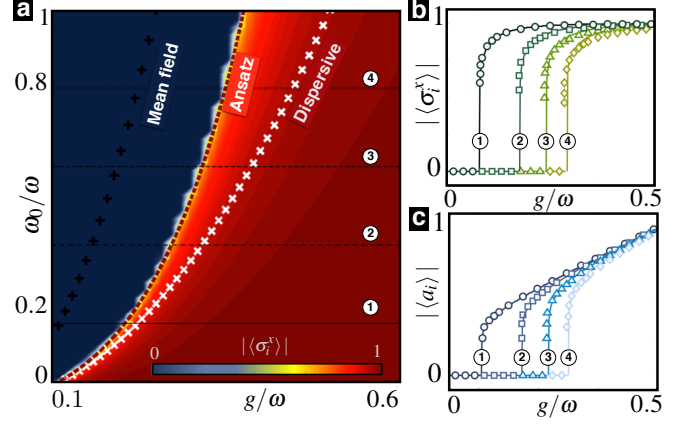 a
1
0.8
ω₀/ω
0.2
0
Mean field
Ansatz
Dispersive
④
③
②
①
|⟨σᵢˣ⟩|
0
1
0.1
g/ω
0.6
b
1
|⟨σᵢˣ⟩|
0
① ② ③ ④
0
g/ω
0.5
c
1
|⟨aᵢ⟩|
0
① ② ③ ④
0
g/ω
0.5